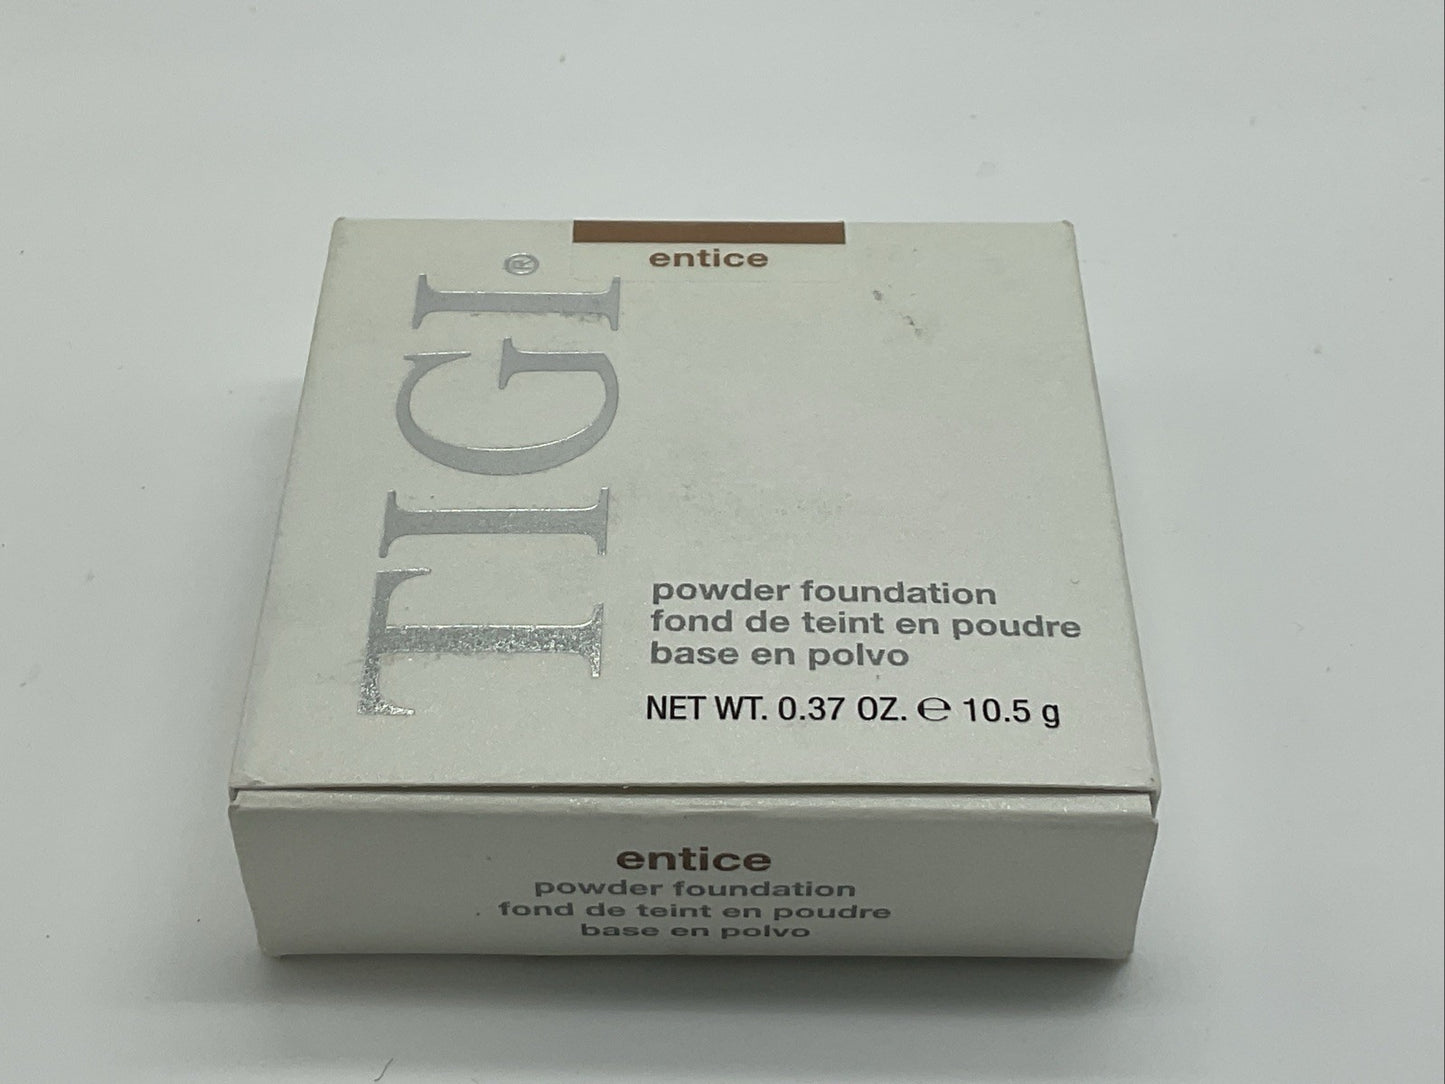 entice
TIGI®
powder foundation
fond de teint en poudre
base en polvo
NET WT. 0.37 OZ. ℮ 10.5 g
entice
powder foundation
fond de teint en poudre
base en polvo